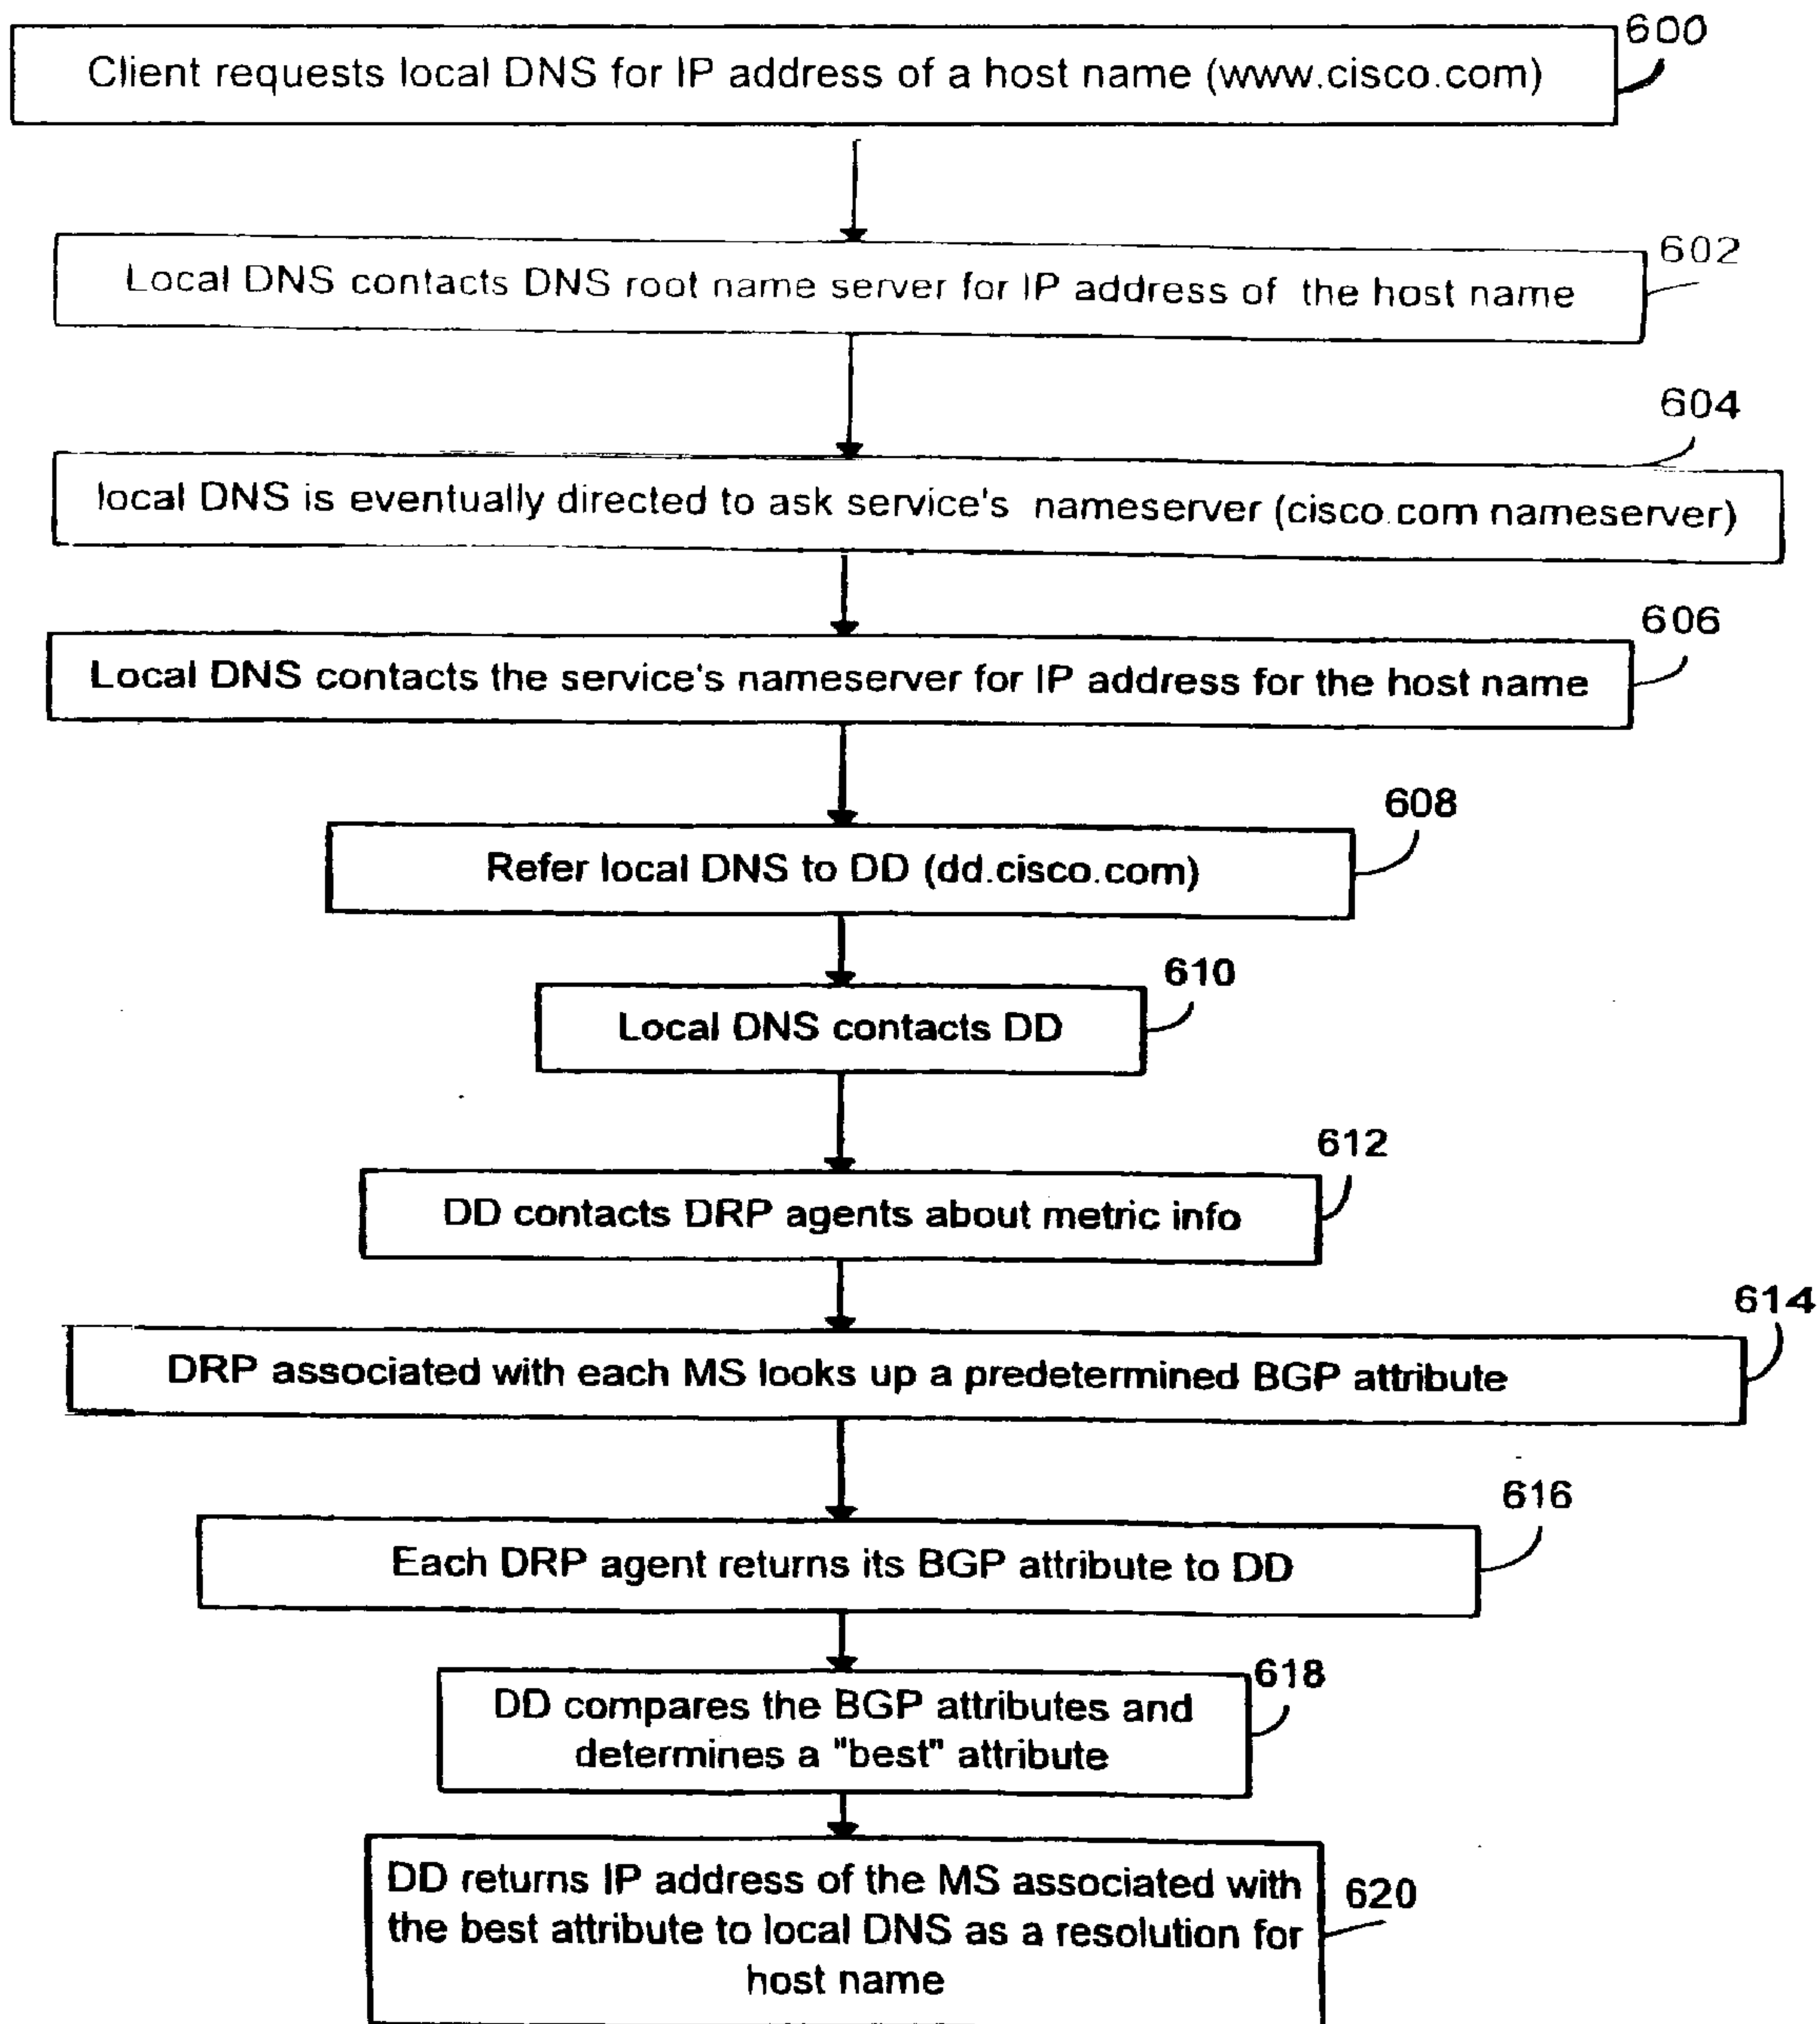 600
Client requests local DNS for IP address of a host name (www.cisco.com)
602
Local DNS contacts DNS root name server for IP address of the host name
604
local DNS is eventually directed to ask service's nameserver (cisco.com nameserver)
606
Local DNS contacts the service's nameserver for IP address for the host name
608
Refer local DNS to DD (dd.cisco.com)
610
Local DNS contacts DD
612
DD contacts DRP agents about metric info
614
DRP associated with each MS looks up a predetermined BGP attribute
616
Each DRP agent returns its BGP attribute to DD
618
DD compares the BGP attributes and
determines a "best" attribute
620
DD returns IP address of the MS associated with
the best attribute to local DNS as a resolution for
host name